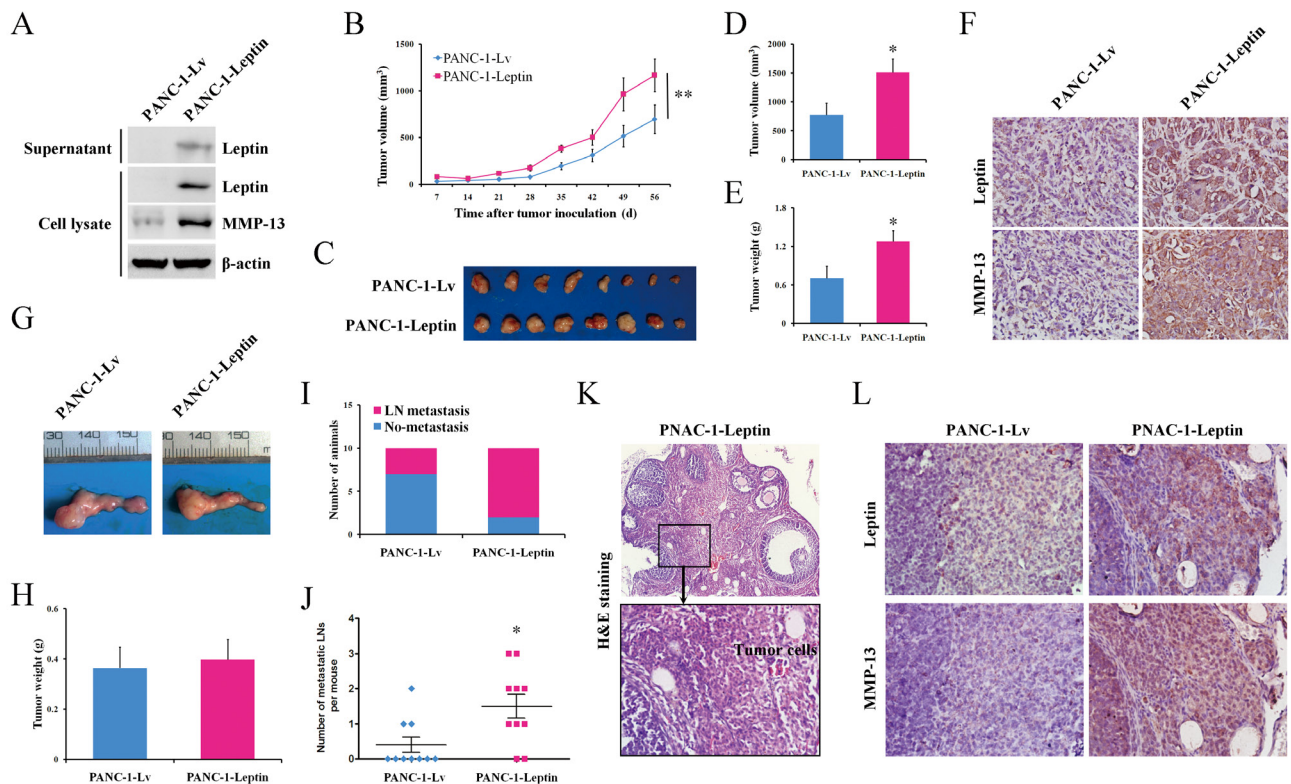 A
PANC-1-Lv
PANC-1-Leptin
Supernatant
Leptin
Leptin
Cell lysate
MMP-13
β-actin
B
PANC-1-Lv
PANC-1-Leptin
Tumor volume (mm³)
1500
1000
500
0
7 14 21 28 35 42 49 56
Time after tumor inoculation (d)
**
C
PANC-1-Lv
PANC-1-Leptin
D
Tumor volume (mm³)
2000
1500
1000
500
0
*
PANC-1-Lv PANC-1-Leptin
E
Tumor weight (g)
1.8
1.2
0.6
0
*
PANC-1-Lv PANC-1-Leptin
F
PANC-1-Lv
PANC-1-Leptin
Leptin
MMP-13
G
PANC-1-Lv
PANC-1-Leptin
130 140 150
30 140 150 m
H
Tumor weight (g)
0.6
0.4
0.2
0
PANC-1-Lv PANC-1-Leptin
I
LN metastasis
No-metastasis
Number of animals
15
10
5
0
PANC-1-Lv PANC-1-Leptin
J
Number of metastatic LNs
per mouse
4
3
2
1
0
*
PANC-1-Lv PANC-1-Leptin
K
PNAC-1-Leptin
H&E staining
Tumor cells
L
PANC-1-Lv
PNAC-1-Leptin
Leptin
MMP-13